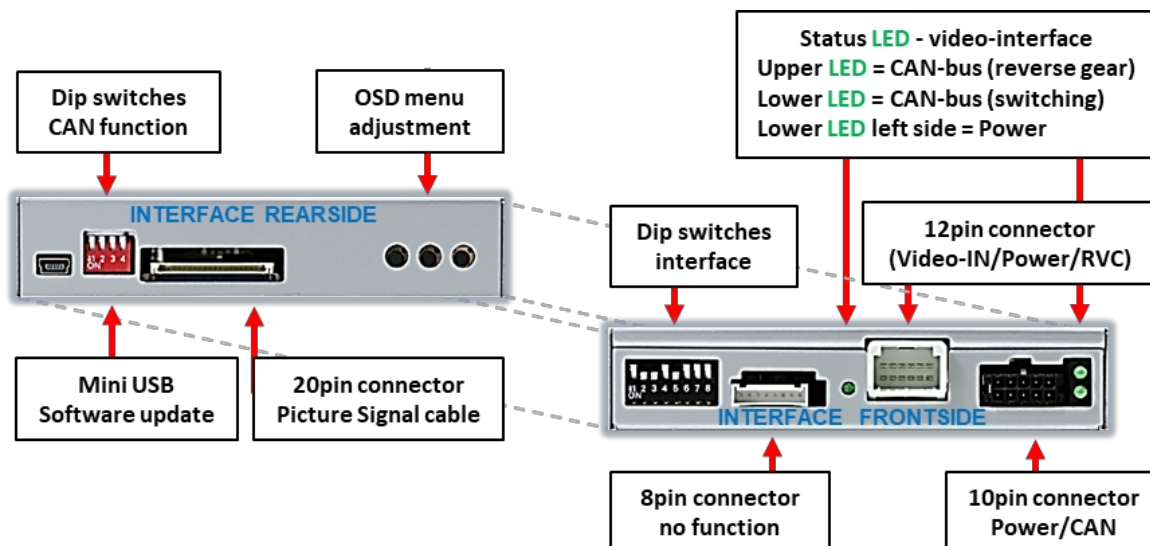 Status LED - video-interface
Upper LED = CAN-bus (reverse gear)
Lower LED = CAN-bus (switching)
Lower LED left side = Power
Dip switches
CAN function
OSD menu
adjustment
INTERFACE REARSIDE
1 2 3 4
ON
Dip switches
interface
12pin connector
(Video-IN/Power/RVC)
Mini USB
Software update
20pin connector
Picture Signal cable
1 2 3 4 5 6 7 8
ON
INTERFACE FRONTSIDE
8pin connector
no function
10pin connector
Power/CAN